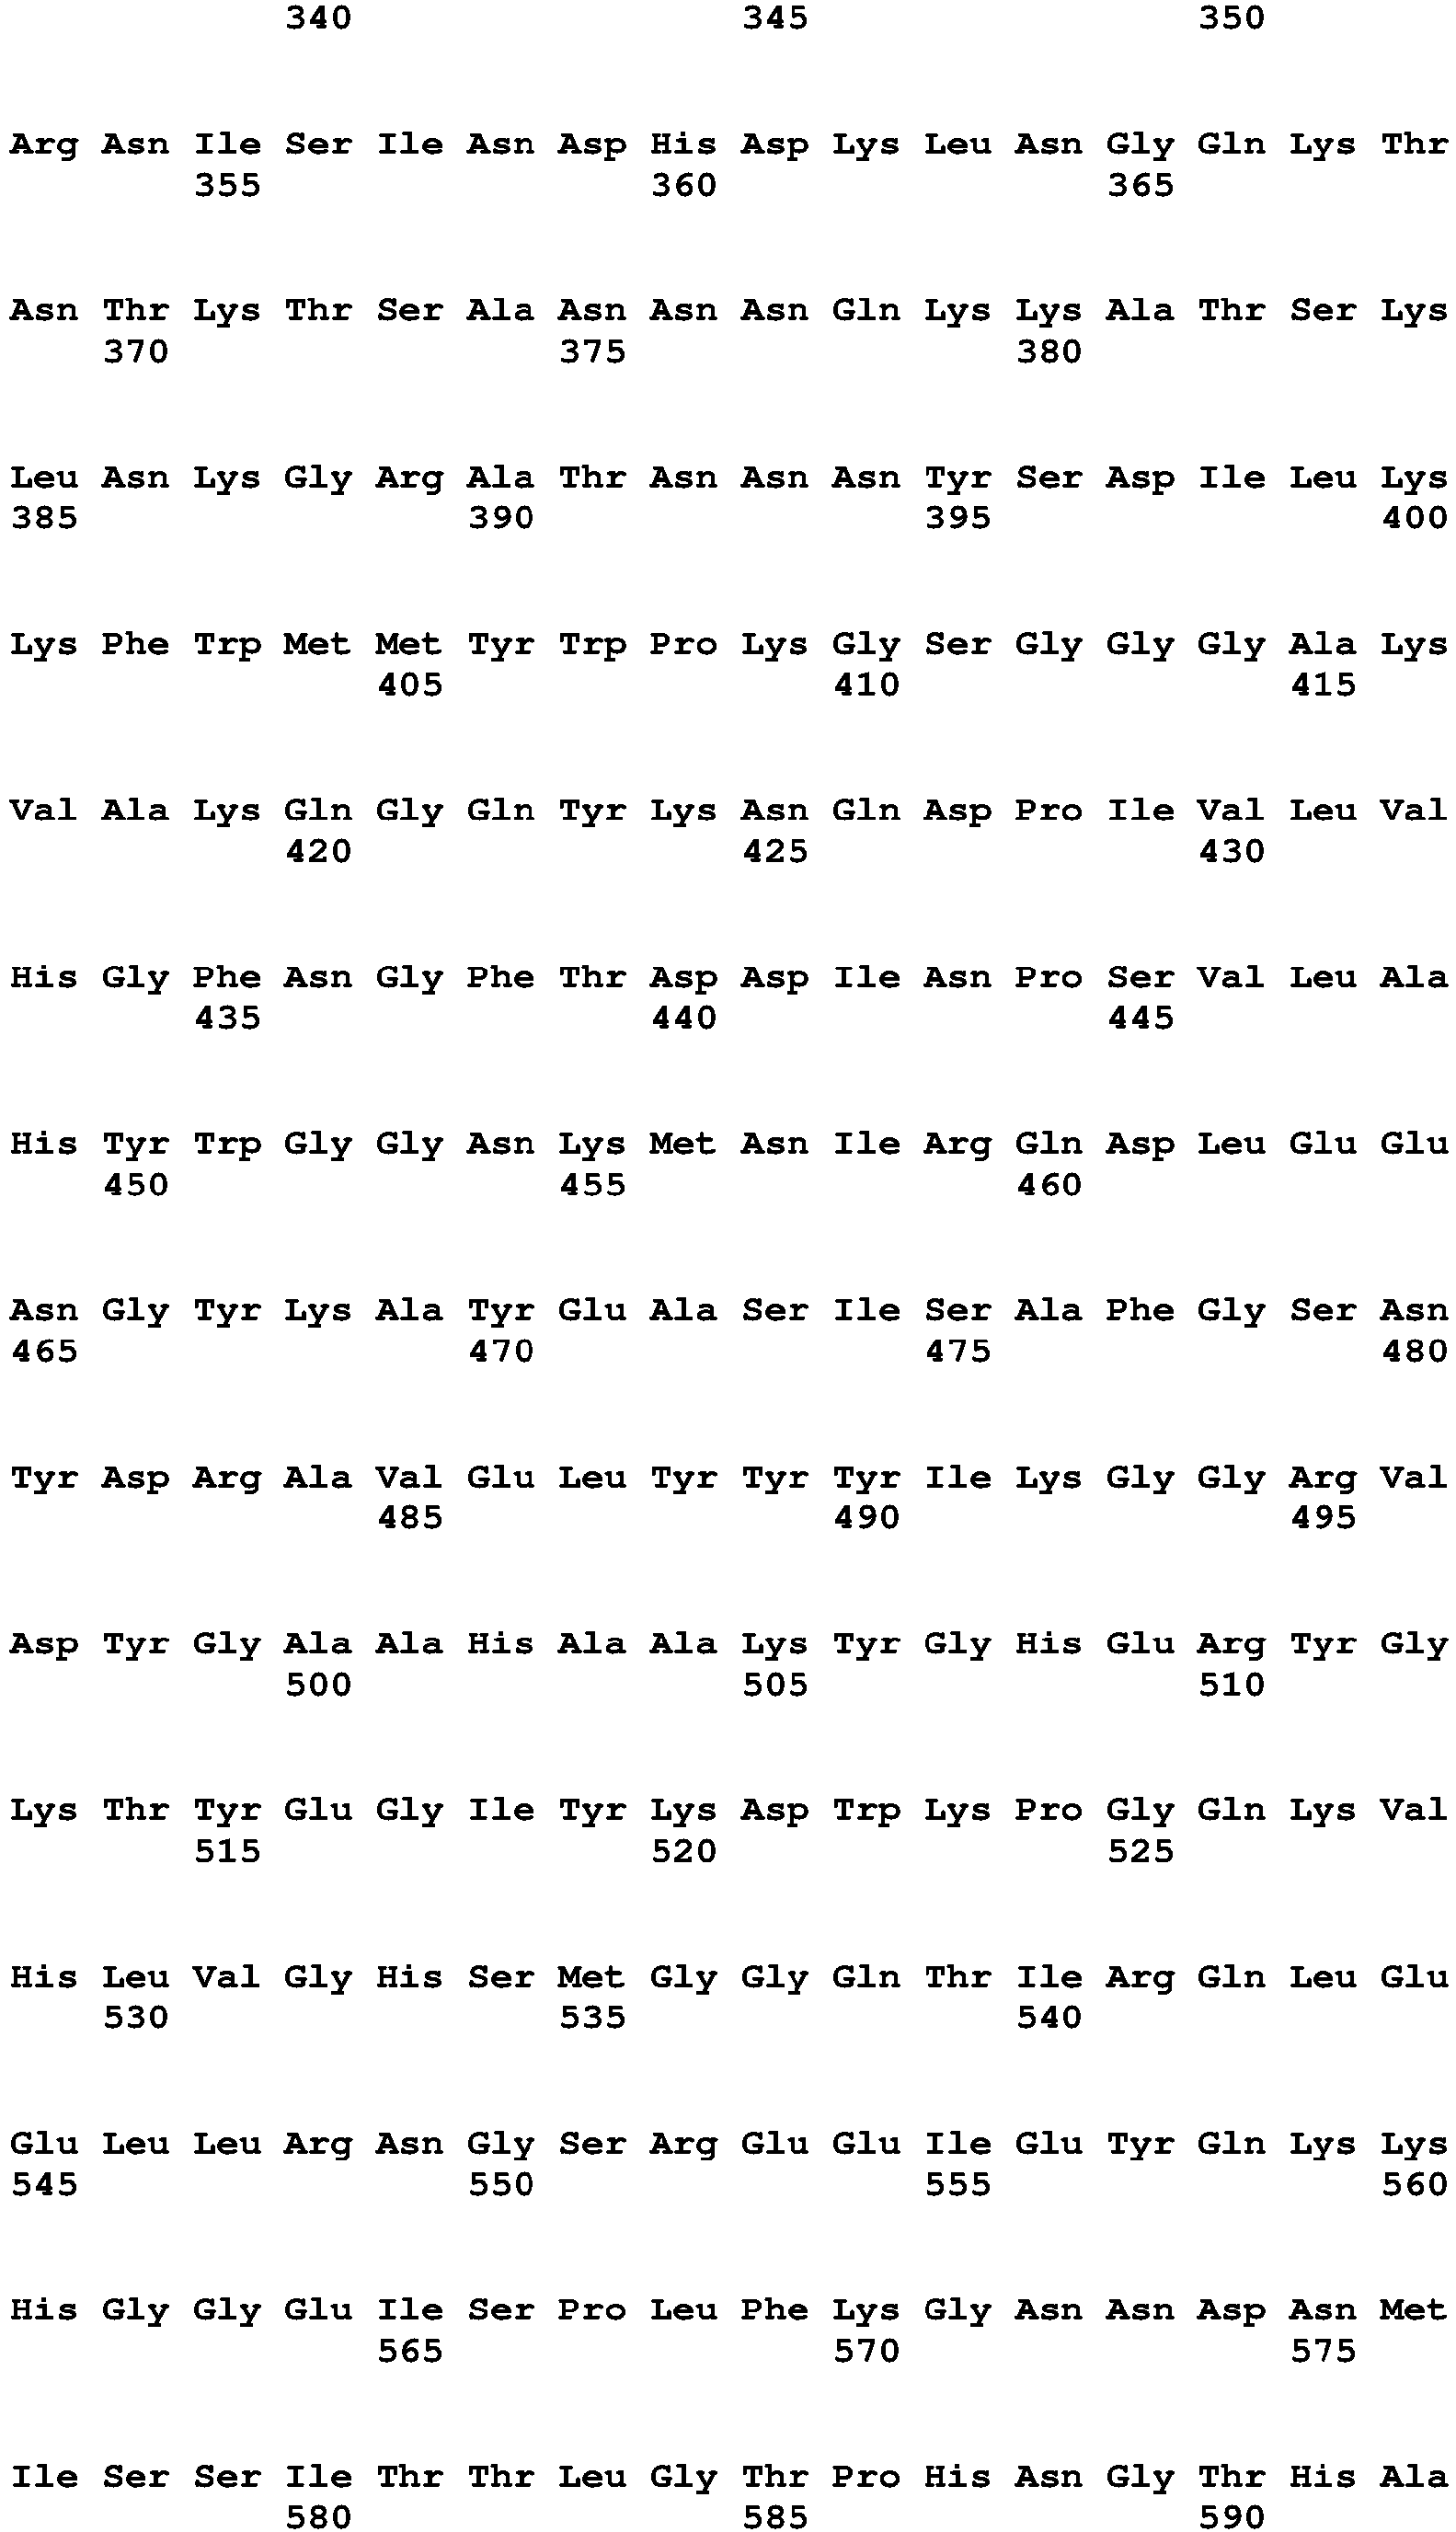 340 345 350
Arg Asn Ile Ser Ile Asn Asp His Asp Lys Leu Asn Gly Gln Lys Thr
355 360 365
Asn Thr Lys Thr Ser Ala Asn Asn Asn Gln Lys Lys Ala Thr Ser Lys
370 375 380
Leu Asn Lys Gly Arg Ala Thr Asn Asn Asn Tyr Ser Asp Ile Leu Lys
385 390 395 400
Lys Phe Trp Met Met Tyr Trp Pro Lys Gly Ser Gly Gly Gly Ala Lys
405 410 415
Val Ala Lys Gln Gly Gln Tyr Lys Asn Gln Asp Pro Ile Val Leu Val
420 425 430
His Gly Phe Asn Gly Phe Thr Asp Asp Ile Asn Pro Ser Val Leu Ala
435 440 445
His Tyr Trp Gly Gly Asn Lys Met Asn Ile Arg Gln Asp Leu Glu Glu
450 455 460
Asn Gly Tyr Lys Ala Tyr Glu Ala Ser Ile Ser Ala Phe Gly Ser Asn
465 470 475 480
Tyr Asp Arg Ala Val Glu Leu Tyr Tyr Tyr Ile Lys Gly Gly Arg Val
485 490 495
Asp Tyr Gly Ala Ala His Ala Ala Lys Tyr Gly His Glu Arg Tyr Gly
500 505 510
Lys Thr Tyr Glu Gly Ile Tyr Lys Asp Trp Lys Pro Gly Gln Lys Val
515 520 525
His Leu Val Gly His Ser Met Gly Gly Gln Thr Ile Arg Gln Leu Glu
530 535 540
Glu Leu Leu Arg Asn Gly Ser Arg Glu Glu Ile Glu Tyr Gln Lys Lys
545 550 555 560
His Gly Gly Glu Ile Ser Pro Leu Phe Lys Gly Asn Asn Asp Asn Met
565 570 575
Ile Ser Ser Ile Thr Thr Leu Gly Thr Pro His Asn Gly Thr His Ala
580 585 590